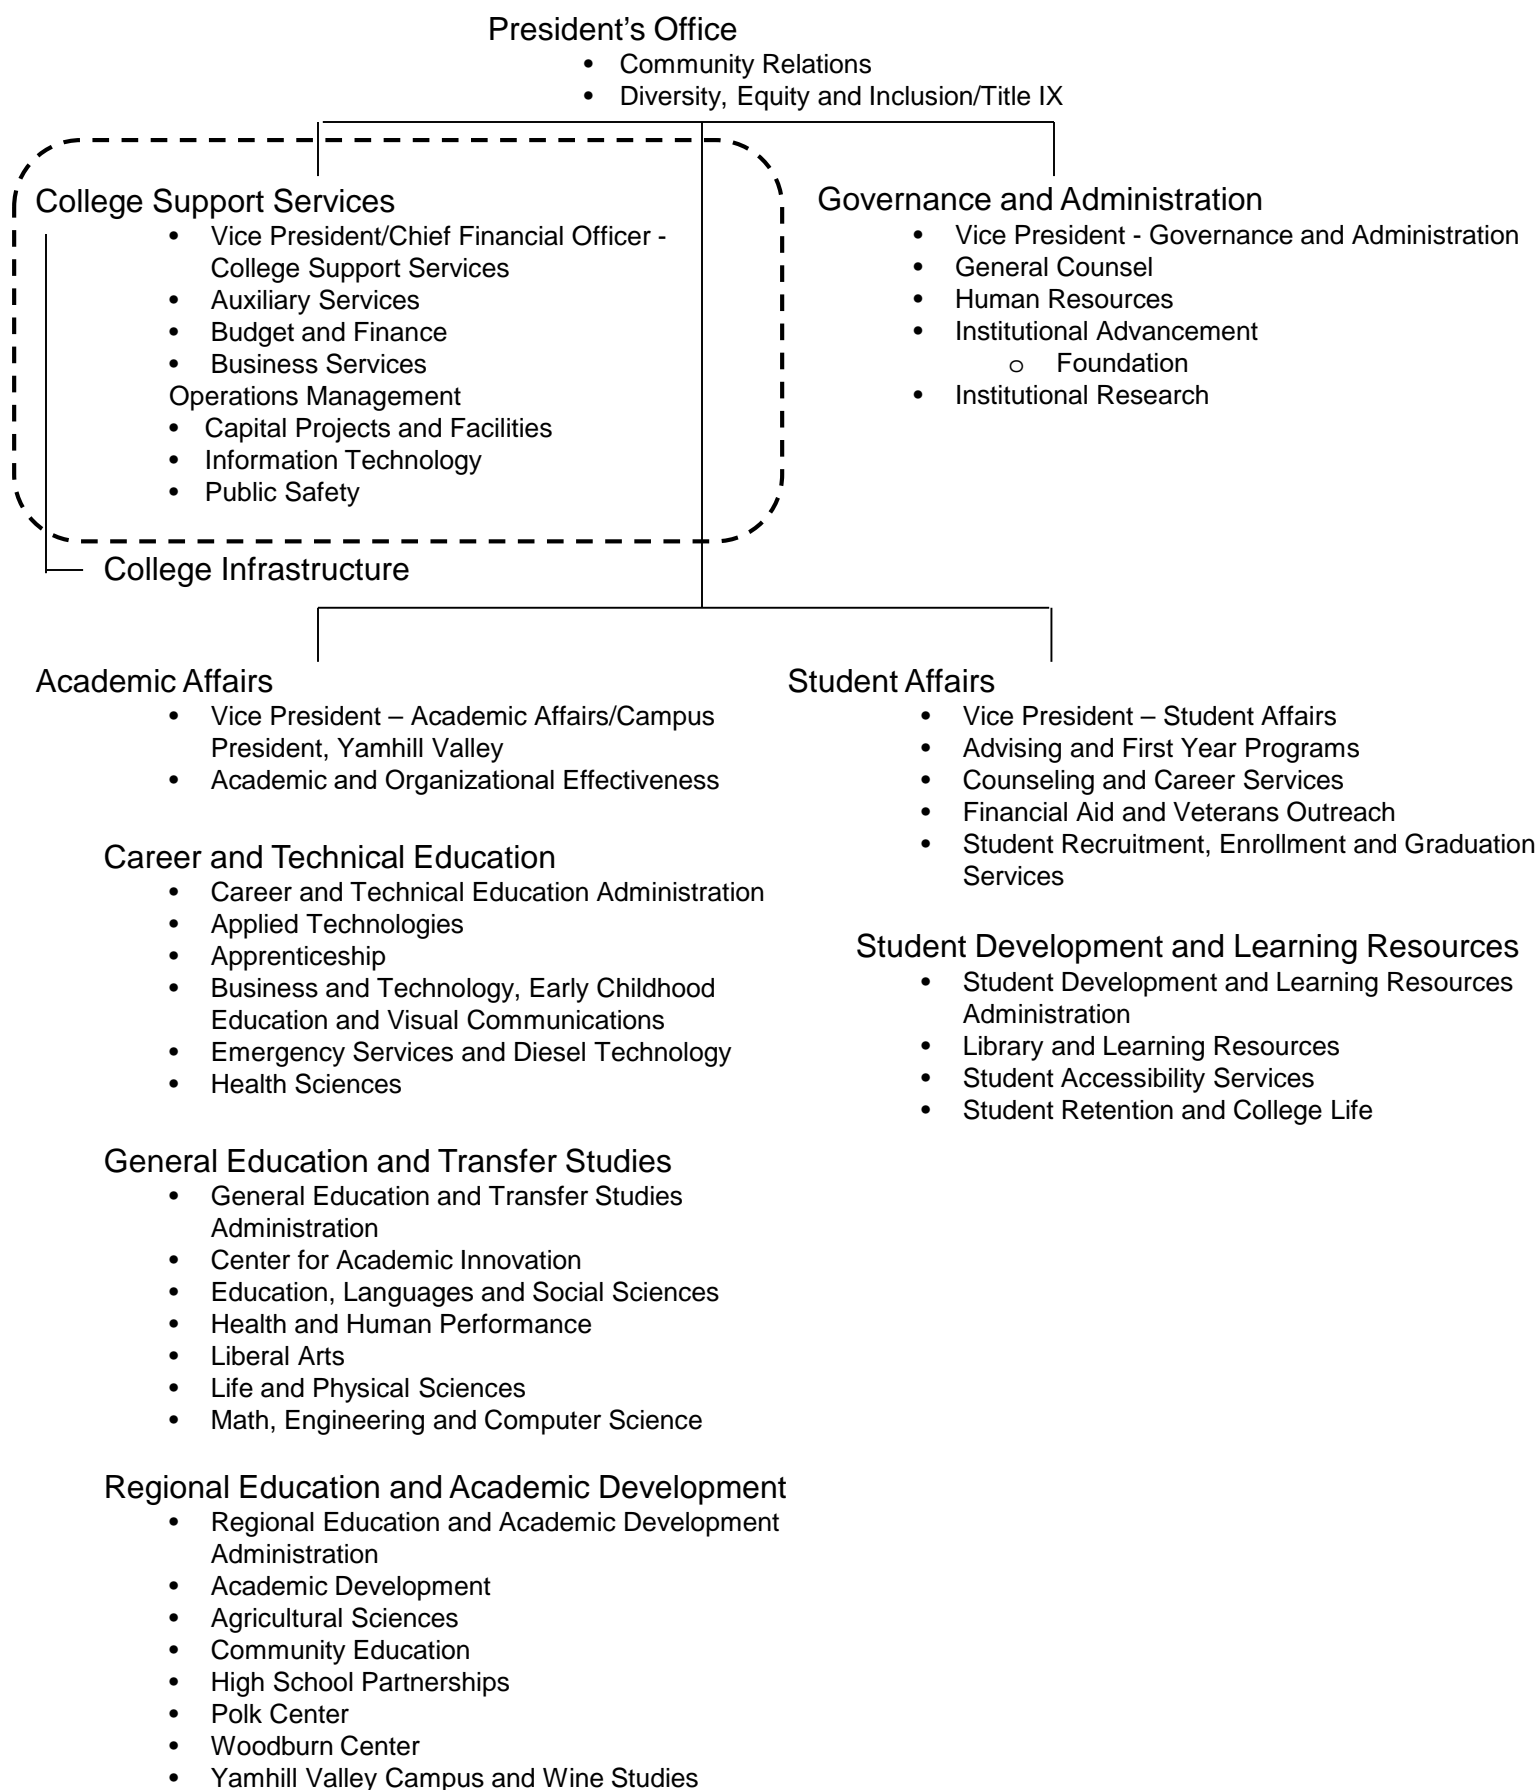 President’s Office
• Community Relations
• Diversity, Equity and Inclusion/Title IX
College Support Services
• Vice President/Chief Financial Officer -
College Support Services
• Auxiliary Services
• Budget and Finance
• Business Services
Operations Management
• Capital Projects and Facilities
• Information Technology
• Public Safety
College Infrastructure
Governance and Administration
• Vice President - Governance and Administration
• General Counsel
• Human Resources
• Institutional Advancement
o Foundation
• Institutional Research
Academic Affairs
• Vice President – Academic Affairs/Campus
President, Yamhill Valley
• Academic and Organizational Effectiveness
Career and Technical Education
• Career and Technical Education Administration
• Applied Technologies
• Apprenticeship
• Business and Technology, Early Childhood
Education and Visual Communications
• Emergency Services and Diesel Technology
• Health Sciences
General Education and Transfer Studies
• General Education and Transfer Studies
Administration
• Center for Academic Innovation
• Education, Languages and Social Sciences
• Health and Human Performance
• Liberal Arts
• Life and Physical Sciences
• Math, Engineering and Computer Science
Regional Education and Academic Development
• Regional Education and Academic Development
Administration
• Academic Development
• Agricultural Sciences
• Community Education
• High School Partnerships
• Polk Center
• Woodburn Center
• Yamhill Valley Campus and Wine Studies
Student Affairs
• Vice President – Student Affairs
• Advising and First Year Programs
• Counseling and Career Services
• Financial Aid and Veterans Outreach
• Student Recruitment, Enrollment and Graduation
Services
Student Development and Learning Resources
• Student Development and Learning Resources
Administration
• Library and Learning Resources
• Student Accessibility Services
• Student Retention and College Life